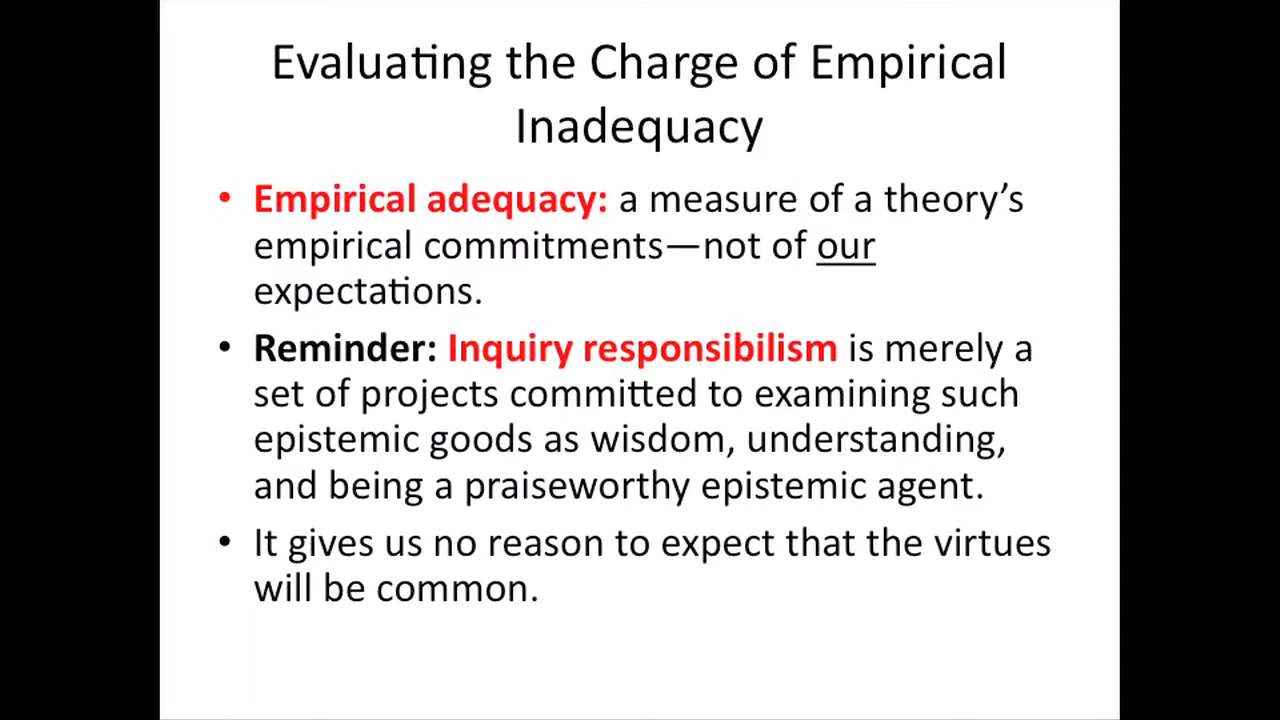 Evaluating the Charge of Empirical
Inadequacy
• Empirical adequacy: a measure of a theory’s
empirical commitments—not of our
expectations.
• Reminder: Inquiry responsibilism is merely a
set of projects committed to examining such
epistemic goods as wisdom, understanding,
and being a praiseworthy epistemic agent.
• It gives us no reason to expect that the virtues
will be common.